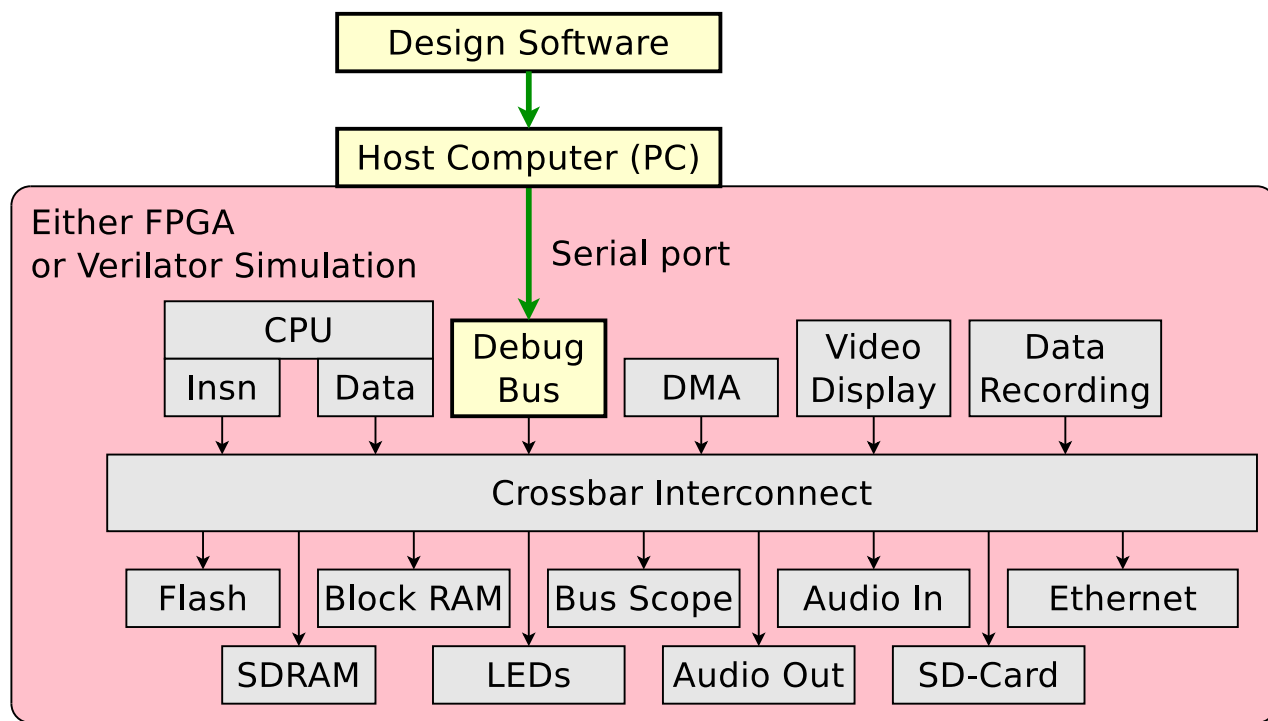 Design Software
Host Computer (PC)
Either FPGA
or Verilator Simulation
Serial port
CPU
Insn
Data
Debug
Bus
DMA
Video
Display
Data
Recording
Crossbar Interconnect
Flash
Block RAM
Bus Scope
Audio In
Ethernet
SDRAM
LEDs
Audio Out
SD-Card